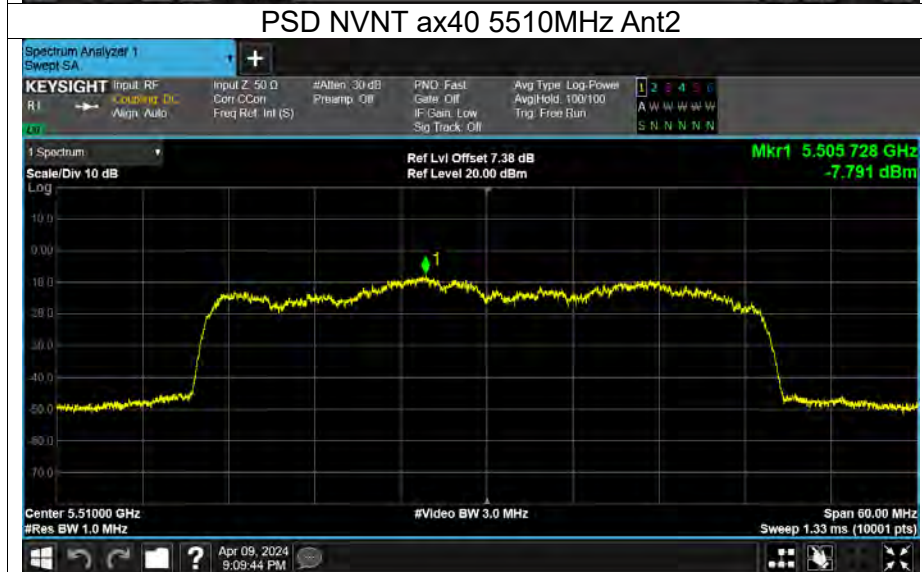 PSD NVNT ax40 5510MHz Ant2
Spectrum Analyzer 1
Swept SA
+
KEYSIGHT
Input: RF
Coupling: DC
Align: Auto
Input Z: 50 Ω
Corr CCorr
Freq Ref: Int (S)
#Atten: 30 dB
Preamp: Off
PNO: Fast
Gate: Off
IF Gain: Low
Sig Track: Off
Avg Type: Log-Power
Avg|Hold: 100/100
Trig: Free Run
1 2 3 4 5 6
A W W W W W
S N N N N N
1 Spectrum
Scale/Div 10 dB
Log
Ref Lvl Offset 7.38 dB
Ref Level 20.00 dBm
Mkr1 5.505 728 GHz
-7.791 dBm
10.0
0.00
-10.0
-20.0
-30.0
-40.0
-50.0
-60.0
-70.0
1
Center 5.51000 GHz
#Res BW 1.0 MHz
#Video BW 3.0 MHz
Span 60.00 MHz
Sweep 1.33 ms (10001 pts)
?
Apr 09, 2024
9:09:44 PM